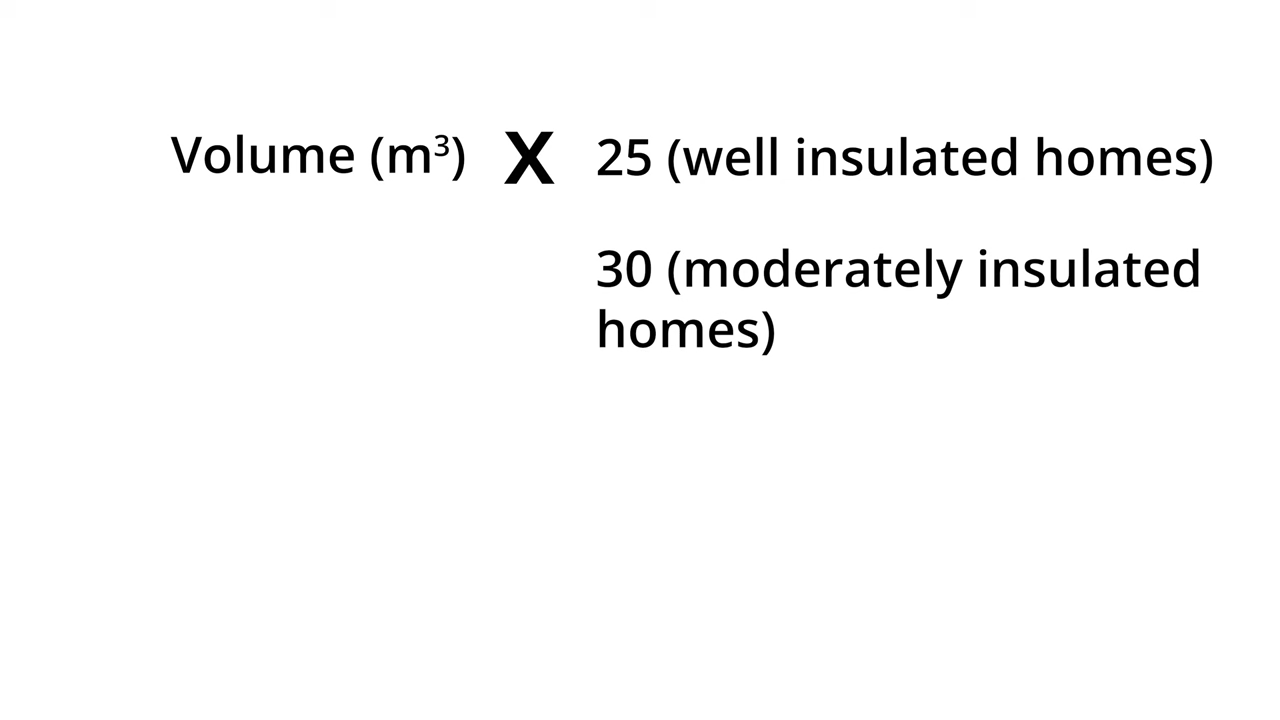 Volume (m³) X 25 (well insulated homes)
30 (moderately insulated
homes)